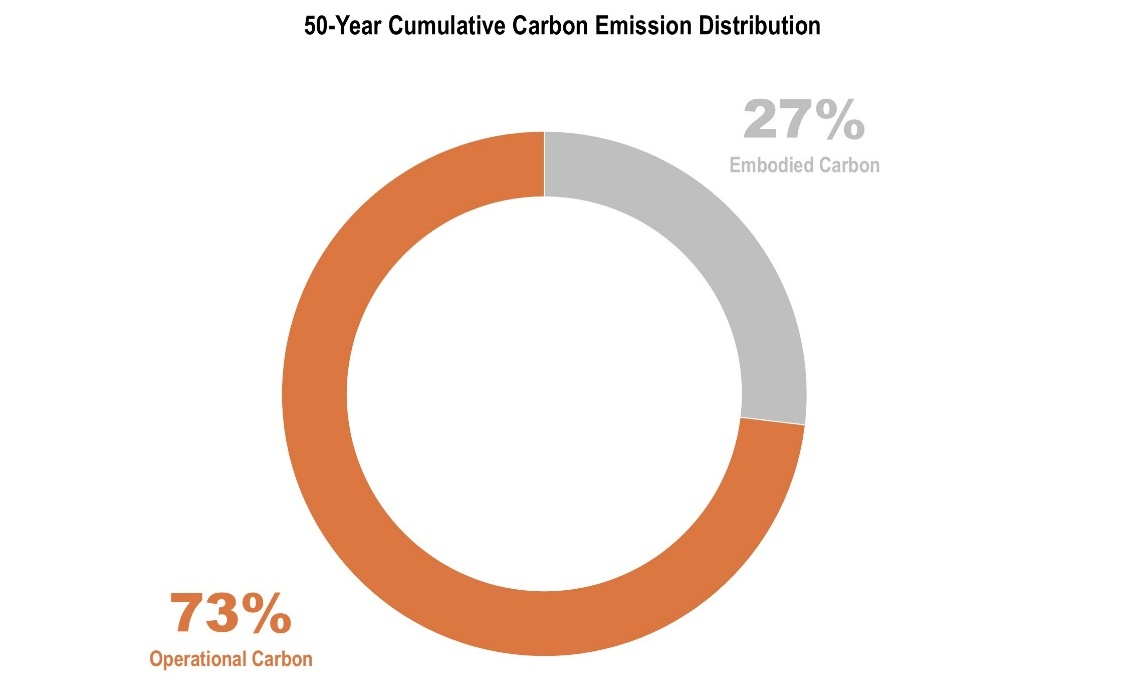 50-Year Cumulative Carbon Emission Distribution
27%
Embodied Carbon
73%
Operational Carbon